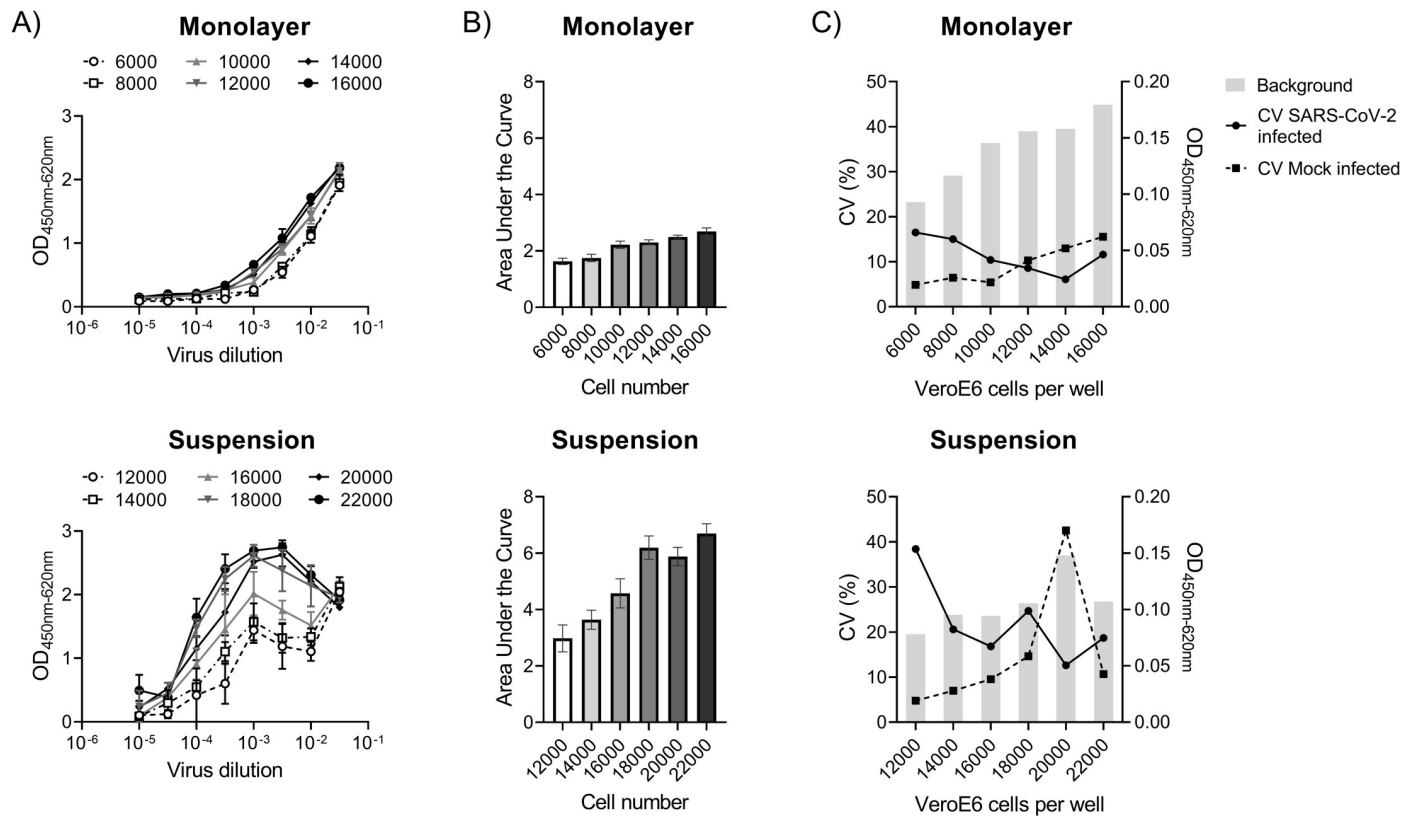 A)
Monolayer
6000 10000 14000
8000 12000 16000
OD450nm-620nm
3
2
1
0
10-6 10-5 10-4 10-3 10-2 10-1
Virus dilution
B)
Monolayer
Area Under the Curve
8
6
4
2
0
6000 8000 10000 12000 14000 16000
Cell number
C)
Monolayer
CV (%)
50
40
30
20
10
0
0.20
0.15
0.10
0.05
0.00
OD450nm-620nm
6000 8000 10000 12000 14000 16000
VeroE6 cells per well
Background
CV SARS-CoV-2
infected
CV Mock infected
Suspension
12000 16000 20000
14000 18000 22000
OD450nm-620nm
3
2
1
0
10-6 10-5 10-4 10-3 10-2 10-1
Virus dilution
Suspension
Area Under the Curve
8
6
4
2
0
12000 14000 16000 18000 20000 22000
Cell number
Suspension
CV (%)
50
40
30
20
10
0
0.20
0.15
0.10
0.05
0.00
OD450nm-620nm
12000 14000 16000 18000 20000 22000
VeroE6 cells per well